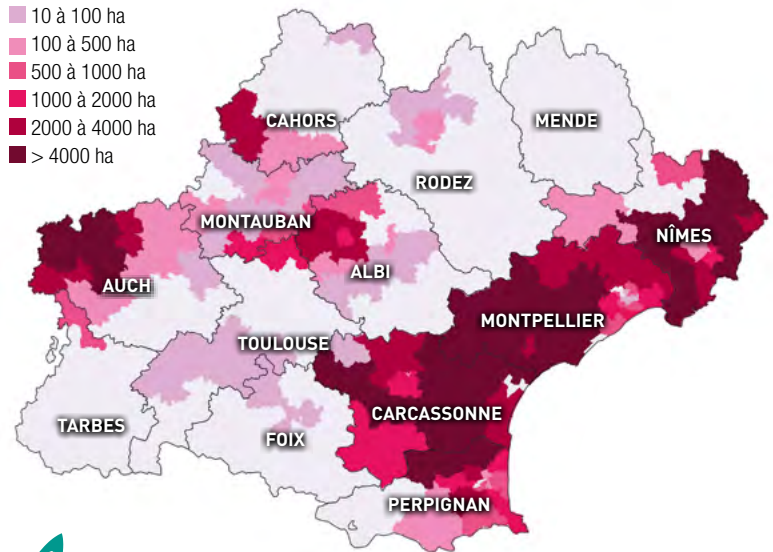 10 à 100 ha
100 à 500 ha
500 à 1000 ha
1000 à 2000 ha
2000 à 4000 ha
> 4000 ha
CAHORS
MENDE
RODEZ
MONTAUBAN
NÎMES
ALBI
AUCH
MONTPELLIER
TOULOUSE
CARCASSONNE
TARBES
FOIX
PERPIGNAN